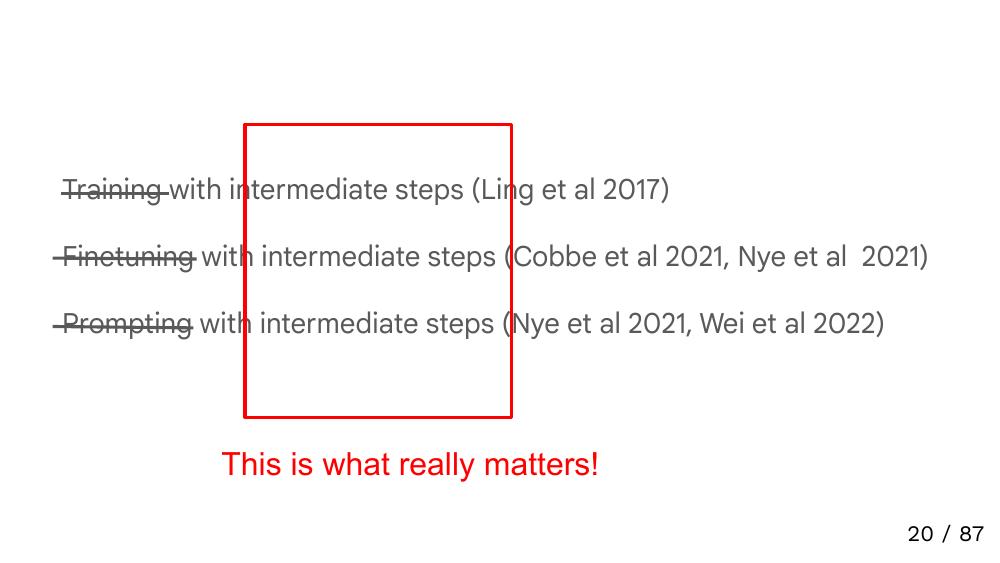 Training with intermediate steps (Ling et al 2017)
Finetuning with intermediate steps (Cobbe et al 2021, Nye et al  2021)
Prompting with intermediate steps (Nye et al 2021, Wei et al 2022)
This is what really matters!
20 / 87